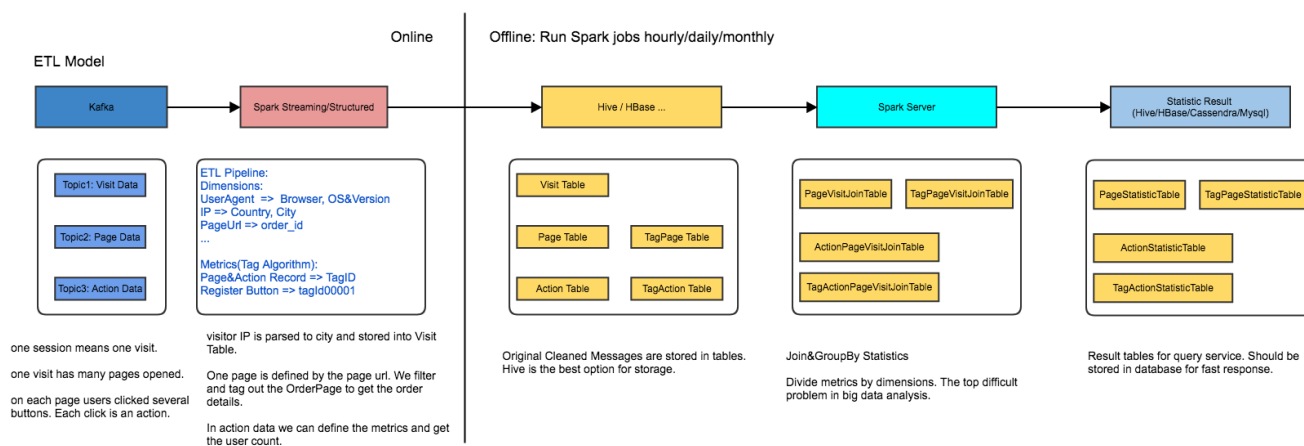 Online
Offline: Run Spark jobs hourly/daily/monthly
ETL Model
Kafka
Spark Streaming/Structured
Hive / HBase ...
Spark Server
Statistic Result
(Hive/HBase/Cassendra/Mysql)
Topic1: Visit Data
Topic2: Page Data
Topic3: Action Data
ETL Pipeline:
Dimensions:
UserAgent => Browser, OS&Version
IP => Country, City
PageUrl => order_id
...
Metrics(Tag Algorithm):
Page&Action Record => TagID
Register Button => tagId00001
Visit Table
Page Table
TagPage Table
Action Table
TagAction Table
PageVisitJoinTable
TagPageVisitJoinTable
ActionPageVisitJoinTable
TagActionPageVisitJoinTable
PageStatisticTable
TagPageStatisticTable
ActionStatisticTable
TagActionStatisticTable
one session means one visit.
one visit has many pages opened.
on each page users clicked several
buttons. Each click is an action.
visitor IP is parsed to city and stored into Visit
Table.
One page is defined by the page url. We filter
and tag out the OrderPage to get the order
details.
In action data we can define the metrics and get
the user count.
Original Cleaned Messages are stored in tables.
Hive is the best option for storage.
Join&GroupBy Statistics
Divide metrics by dimensions. The top difficult
problem in big data analysis.
Result tables for query service. Should be
stored in database for fast response.